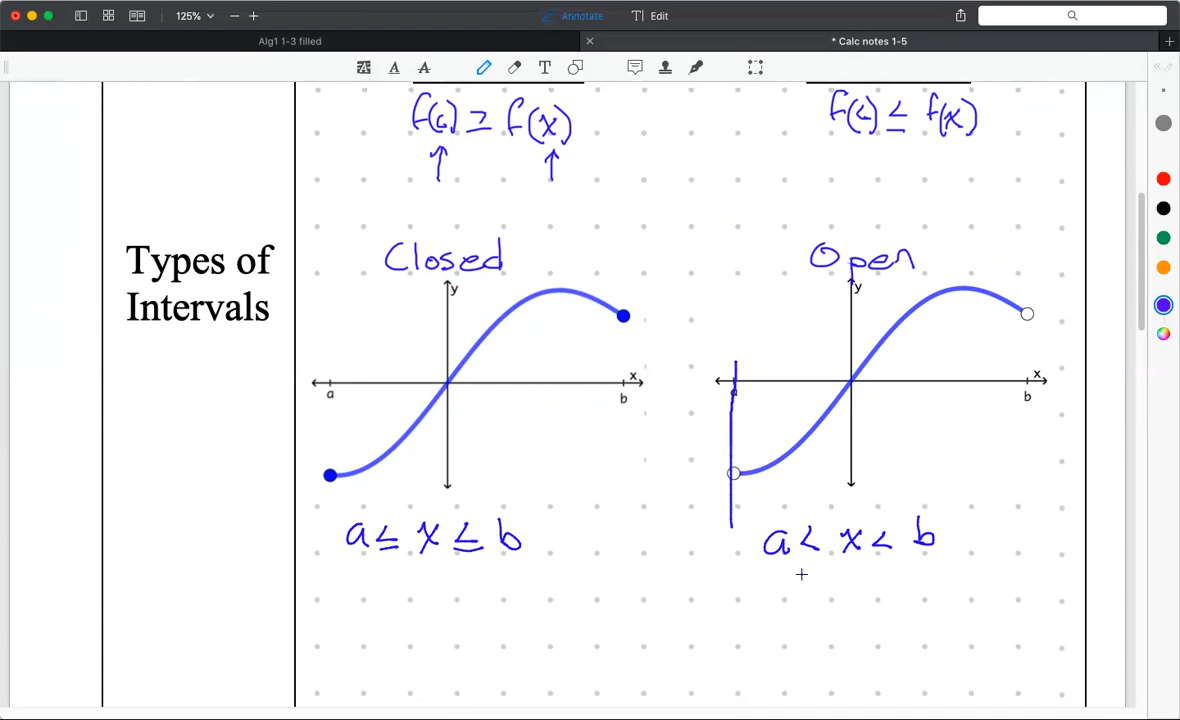 125%
Annotate
Edit
Alg1 1-3 filled
* Calc notes 1-5
f(c) ≥ f(x)
f(c) ≤ f(x)
Types of
Intervals
Closed
y
x
a
b
a ≤ x ≤ b
Open
y
x
a
b
a < x < b